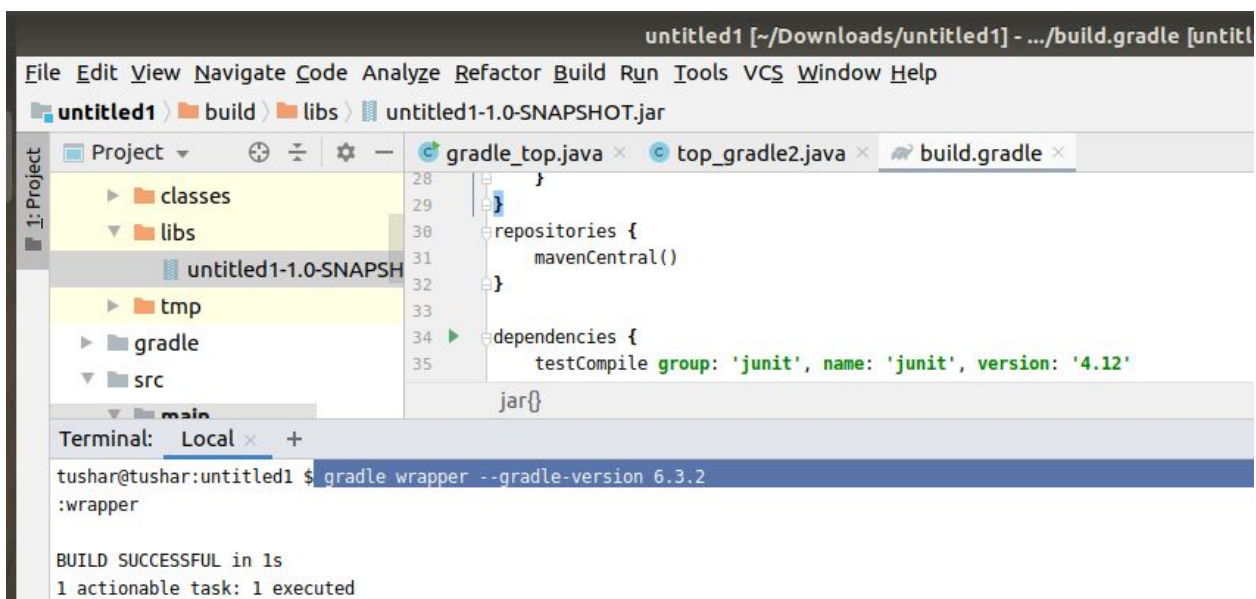 untitled1 [~/Downloads/untitled1] - .../build.gradle [untitl
File Edit View Navigate Code Analyze Refactor Build Run Tools VCS Window Help
untitled1 build libs untitled1-1.0-SNAPSHOT.jar
1: Project
Project
gradle_top.java top_gradle2.java build.gradle
classes
libs
untitled1-1.0-SNAPSH
tmp
gradle
src
main
28 }
29 }
30 repositories {
31 mavenCentral()
32 }
33
34 dependencies {
35 testCompile group: 'junit', name: 'junit', version: '4.12'
jar{}
Terminal: Local +
tushar@tushar:untitled1 $ gradle wrapper --gradle-version 6.3.2
:wrapper
BUILD SUCCESSFUL in 1s
1 actionable task: 1 executed